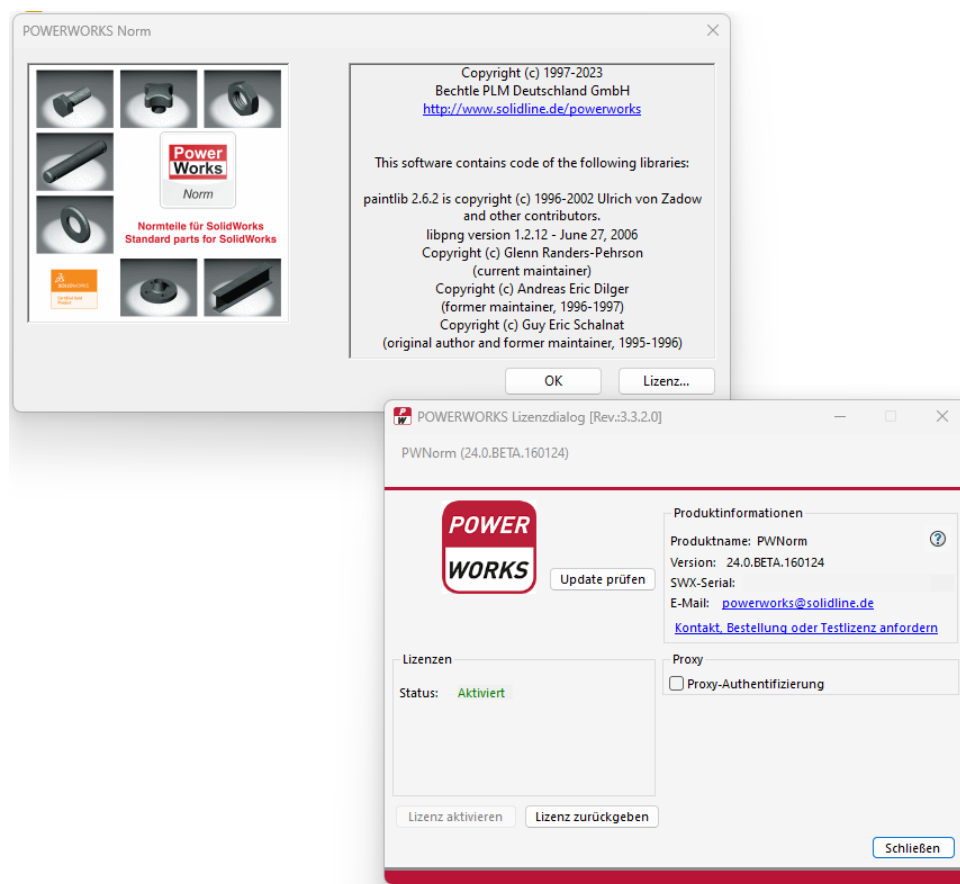 POWERWORKS Norm
Power
Works
Norm
Normteile für SolidWorks
Standard parts for SolidWorks
Copyright (c) 1997-2023
Bechtle PLM Deutschland GmbH
http://www.solidline.de/powerworks
This software contains code of the following libraries:
paintlib 2.6.2 is copyright (c) 1996-2002 Ulrich von Zadow
and other contributors.
libpng version 1.2.12 - June 27, 2006
Copyright (c) Glenn Randers-Pehrson
(current maintainer)
Copyright (c) Andreas Eric Dilger
(former maintainer, 1996-1997)
Copyright (c) Guy Eric Schalnat
(original author and former maintainer, 1995-1996)
OK
Lizenz...
POWERWORKS Lizenzdialog [Rev.:3.3.2.0]
PWNorm (24.0.BETA.160124)
POWER
WORKS
Update prüfen
Produktinformationen
Produktname: PWNorm
Version: 24.0.BETA.160124
SWX-Serial:
E-Mail: powerworks@solidline.de
Kontakt, Bestellung oder Testlizenz anfordern
Lizenzen
Status: Aktiviert
Proxy
Proxy-Authentifizierung
Lizenz aktivieren
Lizenz zurückgeben
Schließen